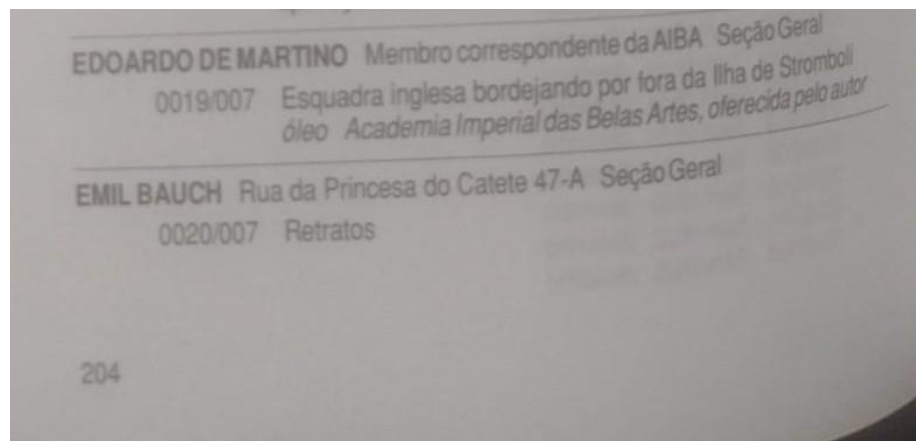 EDOARDO DE MARTINO Membro correspondente da AIBA Seção Geral
0019/007 Esquadra inglesa bordejando por fora da Ilha de Stromboli
óleo Academia Imperial das Belas Artes, oferecida pelo autor
EMIL BAUCH Rua da Princesa do Catete 47-A Seção Geral
0020/007 Retratos
204